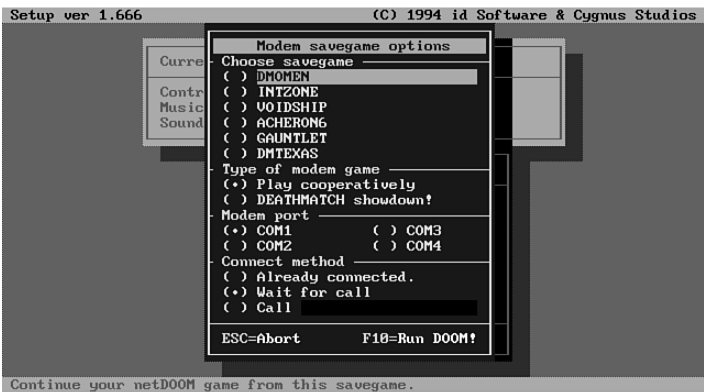 Setup ver 1.666 (C) 1994 id Software & Cygnus Studios
Modem savegame options
Curre
Choose savegame
( ) DMOMEN
Contr
( ) INTZONE
Music
( ) VOIDSHIP
Sound
( ) ACHERON6
( ) GAUNTLET
( ) DMTEXAS
Type of modem game
(•) Play cooperatively
( ) DEATHMATCH showdown!
Modem port
(•) COM1 ( ) COM3
( ) COM2 ( ) COM4
Connect method
( ) Already connected.
(•) Wait for call
( ) Call
ESC=Abort F10=Run DOOM!
Continue your netDOOM game from this savegame.